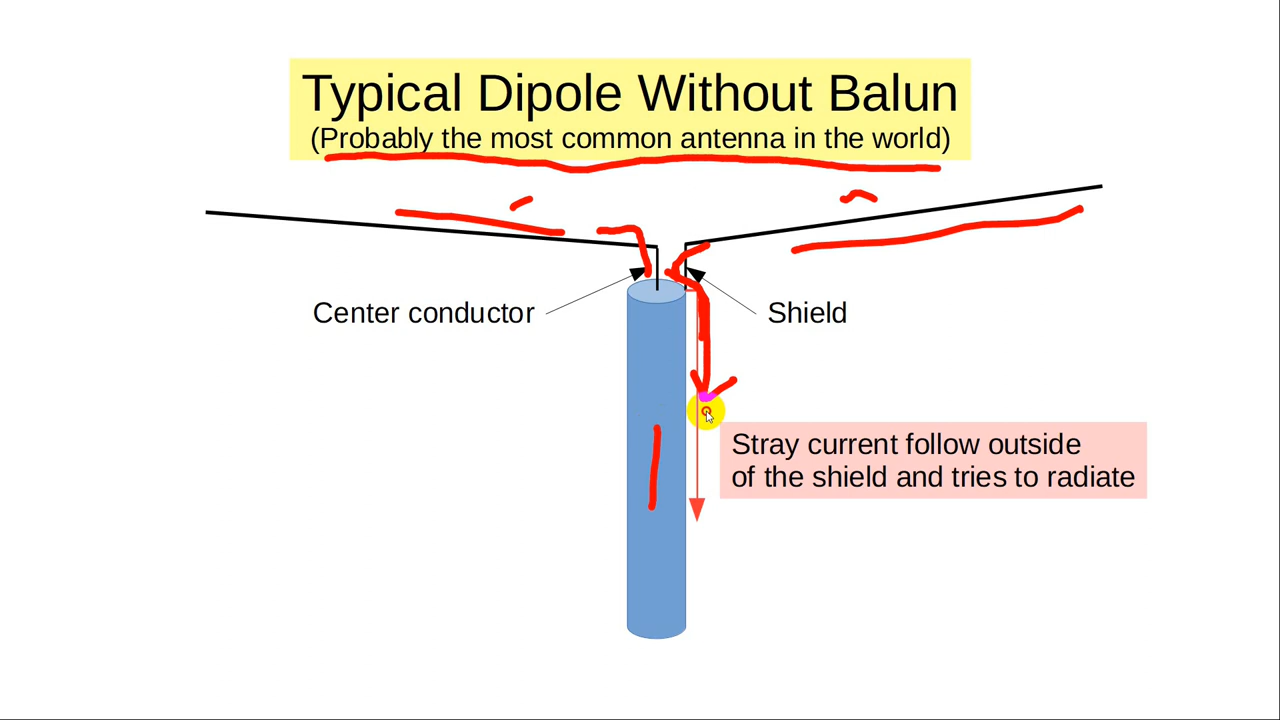 Typical Dipole Without Balun
(Probably the most common antenna in the world)
Center conductor
Shield
Stray current follow outside
of the shield and tries to radiate